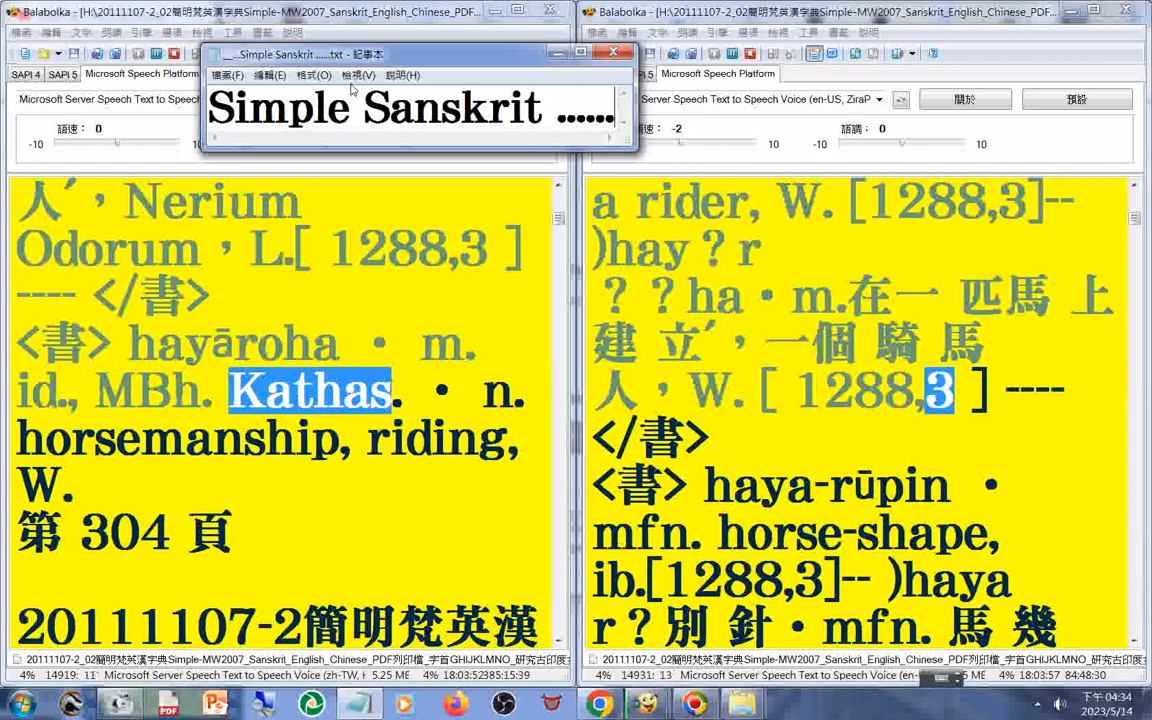 Balabolka - [H:\20111107-2_02簡明梵英漢字典Simple-MW2007_Sanskrit_English_Chinese_PDF...
Balabolka - [H:\20111107-2_02簡明梵英漢字典Simple-MW2007_Sanskrit_English_Chinese_PDF...
__...Simple Sanskrit ......txt - 記事本
檔案(F) 編輯(E) 格式(O) 檢視(V) 說明(H)
Simple Sanskrit ......
SAPI 4 SAPI 5 Microsoft Speech Platform
Microsoft Speech Platform
Microsoft Server Speech Text to Speech
Server Speech Text to Speech Voice (en-US, ZiraP
關於
預設
語速： 0
-10
語速： -2
10
語調： 0
-10
10
人′，Nerium
Odorum，L.[ 1288,3 ]
---- </書>
<書> hayāroha ‧ m.
id., MBh. Kathas. ‧ n.
horsemanship, riding,
W.
第 304 頁
20111107-2簡明梵英漢
a rider, W. [1288,3]--
)hay？r
？？ha‧m.在一 匹馬 上
建 立′，一個 騎 馬
人，W. [ 1288,3 ] ----
</書>
<書> haya-rūpin ‧
mfn. horse-shape,
ib.[1288,3]-- )haya
r？別 針‧mfn. 馬 幾
20111107-2_02簡明梵英漢字典Simple-MW2007_Sanskrit_English_Chinese_PDF列印檔_字首GHIJKLMNO_研究古印度
20111107-2_02簡明梵英漢字典Simple-MW2007_Sanskrit_English_Chinese_PDF列印檔_字首GHIJKLMNO_研究古印度
4% 14919: 1 Microsoft Server Speech Text to Speech Voice (zh-TW, H 5.25 MB 4% 18:03:52385:15:39
4% 14931: 1 Microsoft Server Speech Text to Speech Voice (en- 4% 18:03:57 84:48:30
下午 04:34
2023/5/14